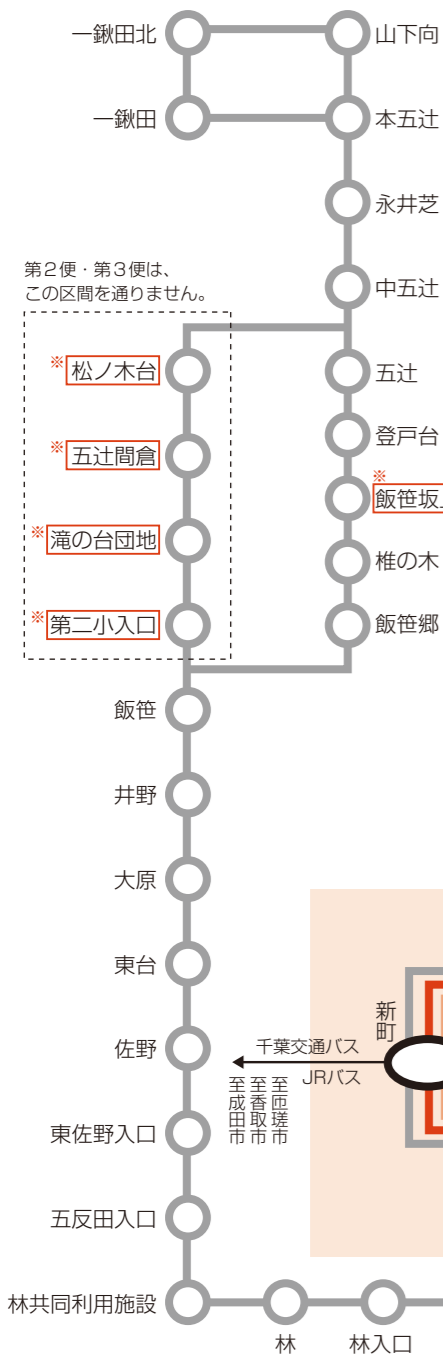 一鍬田北
山下向
一鍬田
本五辻
永井芝
第2便・第3便は、
この区間を通りません。
中五辻
※松ノ木台
五辻
※五辻間倉
登戸台
※
飯笹坂
※滝の台団地
椎の木
※第二小入口
飯笹郷
飯笹
井野
大原
東台
新町
佐野
千葉交通バス
JRバス
至匝瑳市
至香取市
至成田市
東佐野入口
五反田入口
林共同利用施設
林
林入口